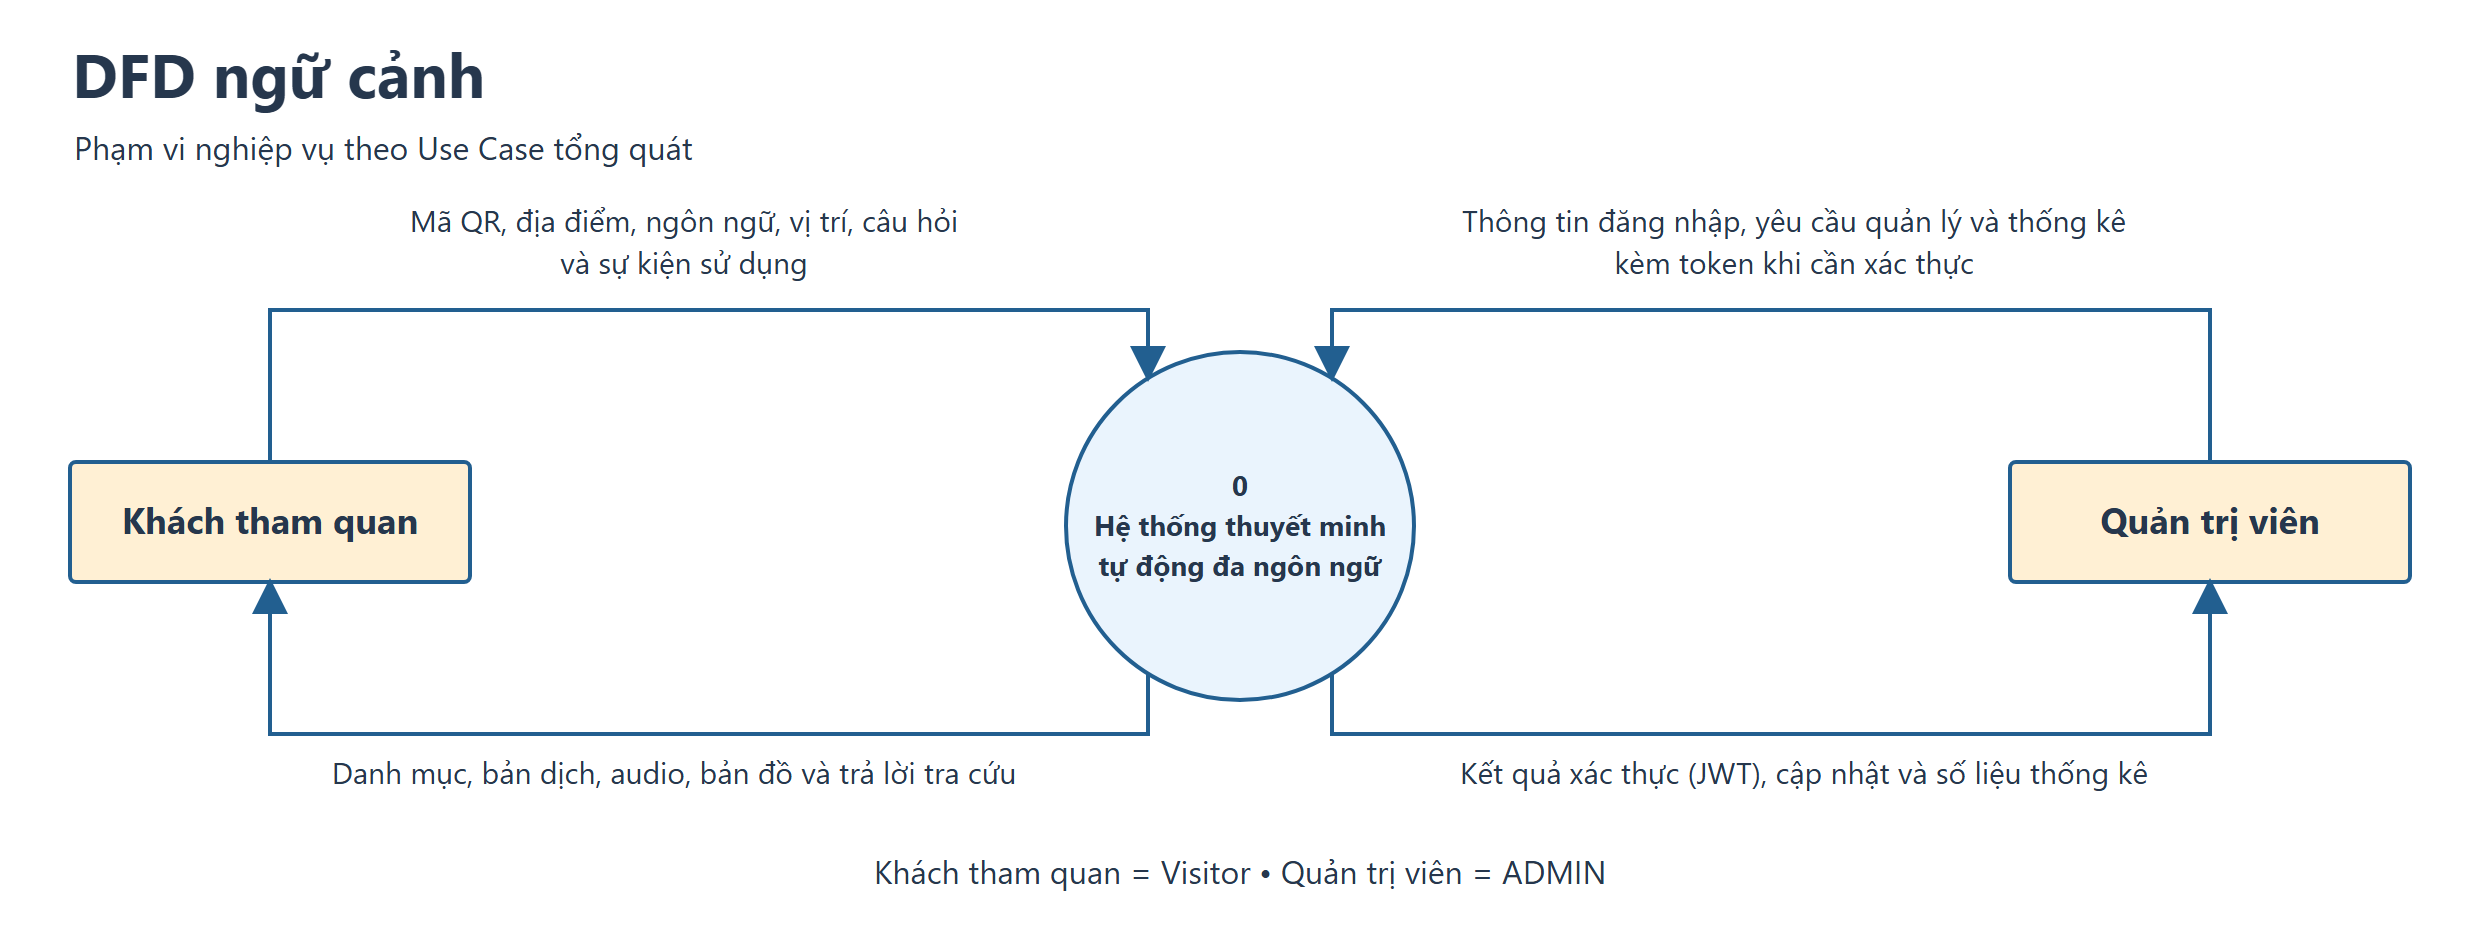 DFD ngữ cảnh
Phạm vi nghiệp vụ theo Use Case tổng quát
Mã QR, địa điểm, ngôn ngữ, vị trí, câu hỏi
và sự kiện sử dụng
Thông tin đăng nhập, yêu cầu quản lý và thống kê
kèm token khi cần xác thực
Khách tham quan
0
Hệ thống thuyết minh
tự động đa ngôn ngữ
Quản trị viên
Danh mục, bản dịch, audio, bản đồ và trả lời tra cứu
Kết quả xác thực (JWT), cập nhật và số liệu thống kê
Khách tham quan = Visitor • Quản trị viên = ADMIN